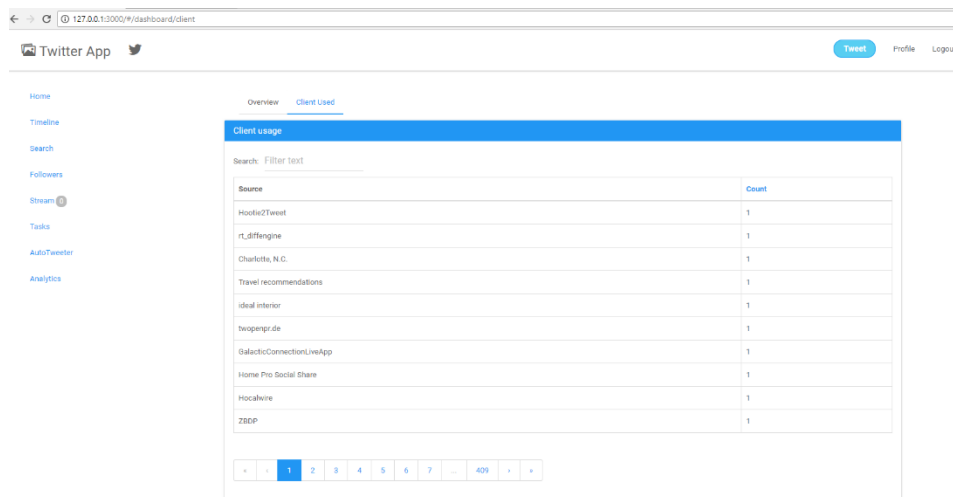 127.0.0.1:3000/#/dashboard/client
Twitter App
Tweet Profile Logou
Home
Timeline
Search
Followers
Stream 0
Tasks
AutoTweeter
Analytics
Overview Client Used
Client usage
Search: Filter text
Source Count
Hootie2Tweet 1
rt_diffengine 1
Charlotte, N.C. 1
Travel recommendations 1
ideal interior 1
twopenpr.de 1
GalacticConnectionLiveApp 1
Home Pro Social Share 1
Hocalwire 1
ZBDP 1
« ‹ 1 2 3 4 5 6 7 ... 409 › »